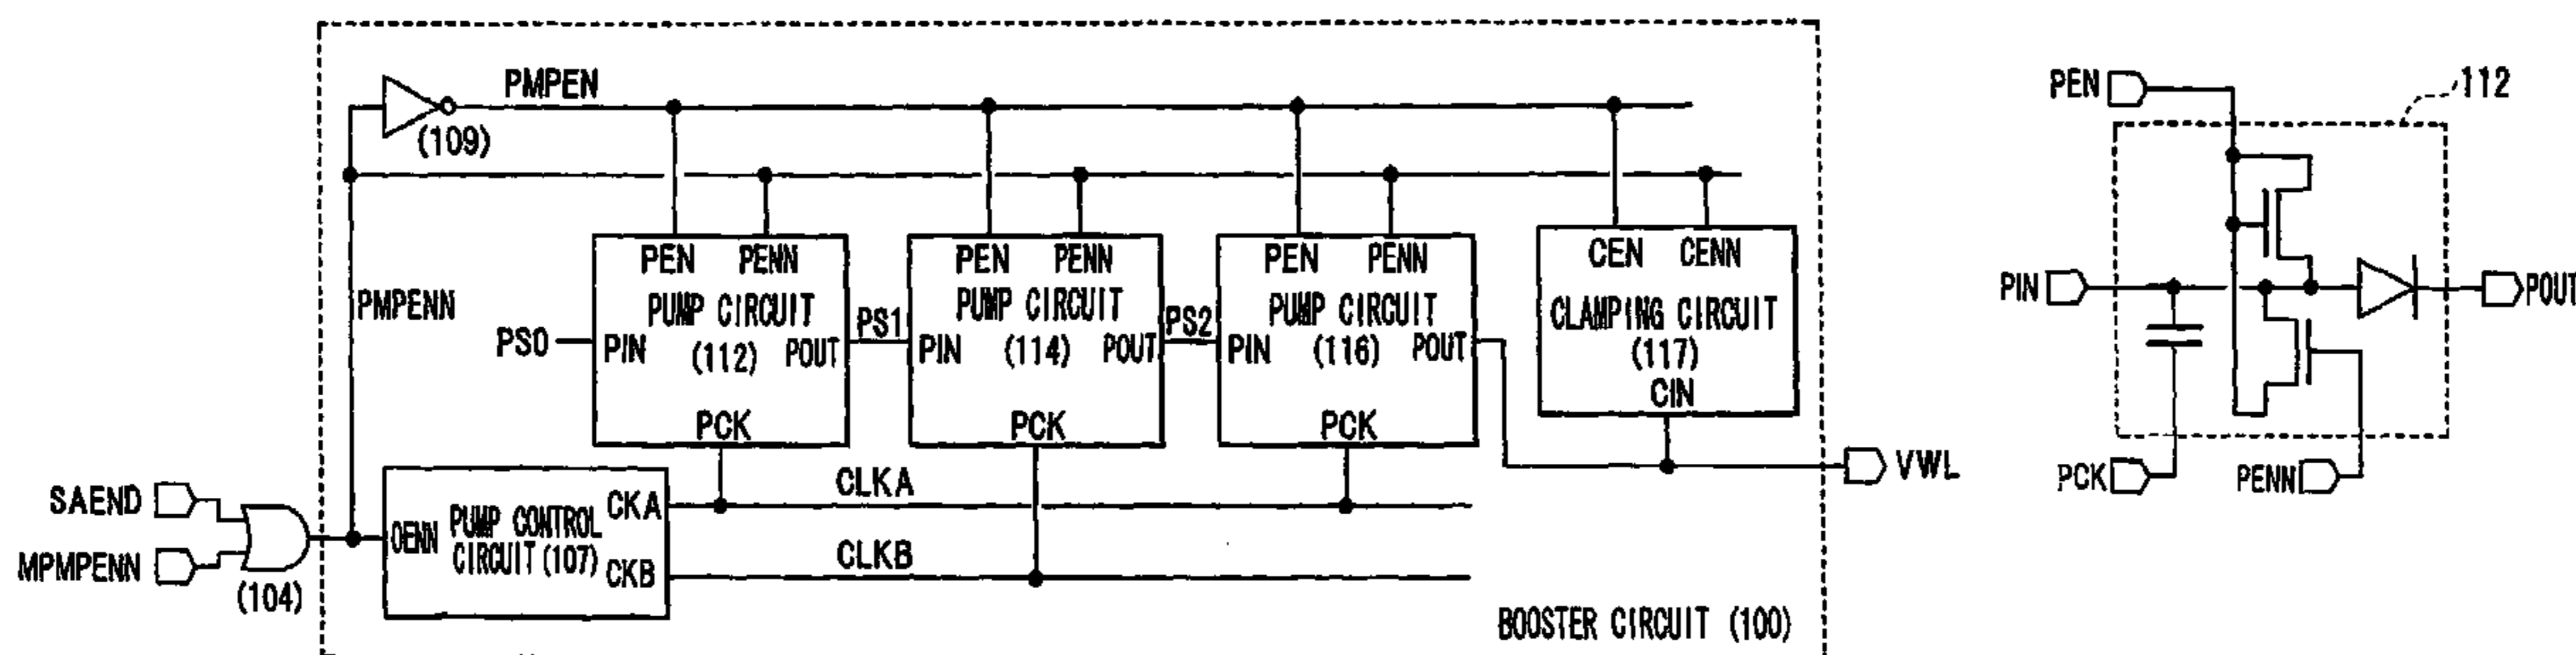 PMPEN
(109)
PMPENN
PEN PENN
PUMP CIRCUIT
(112)
PS0
PIN
POUT
PCK
PS1
PEN PENN
PUMP CIRCUIT
(114)
PIN
POUT
PCK
PS2
PEN PENN
PUMP CIRCUIT
(116)
PIN
POUT
PCK
CEN CENN
CLAMPING CIRCUIT
(117)
CIN
VWL
SAEND
MPMPENN
(104)
OENN
PUMP CONTROL
CIRCUIT (107)
CKA
CKB
CLKA
CLKB
BOOSTER CIRCUIT (100)
PEN
112
PIN
POUT
PCK
PENN